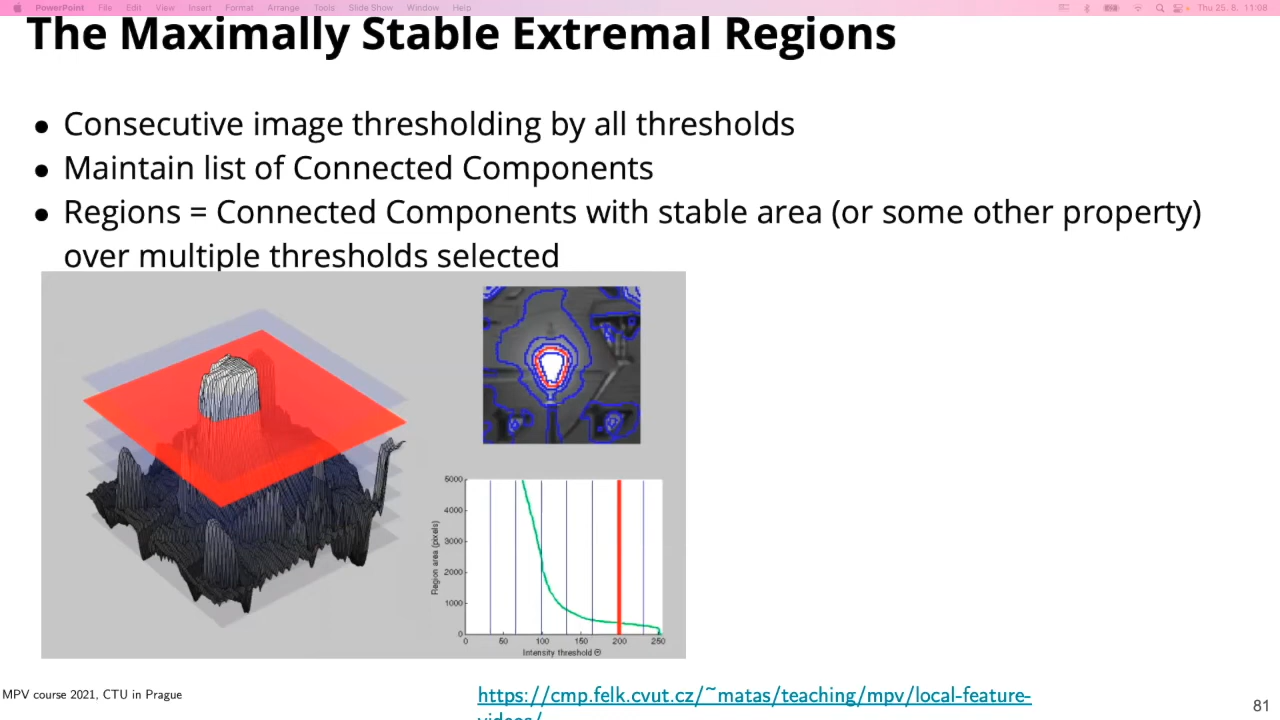 PowerPoint File Edit View Insert Format Arrange Tools Slide Show Window Help Thu 25. 6. 11:08
The Maximally Stable Extremal Regions
● Consecutive image thresholding by all thresholds
● Maintain list of Connected Components
● Regions = Connected Components with stable area (or some other property)
over multiple thresholds selected
5000
4000
3000
2000
1000
0
Region area (pixels)
0 50 100 150 200 250
Intensity threshold Θ
MPV course 2021, CTU in Prague
https://cmp.felk.cvut.cz/~matas/teaching/mpv/local-feature-
videos/
81